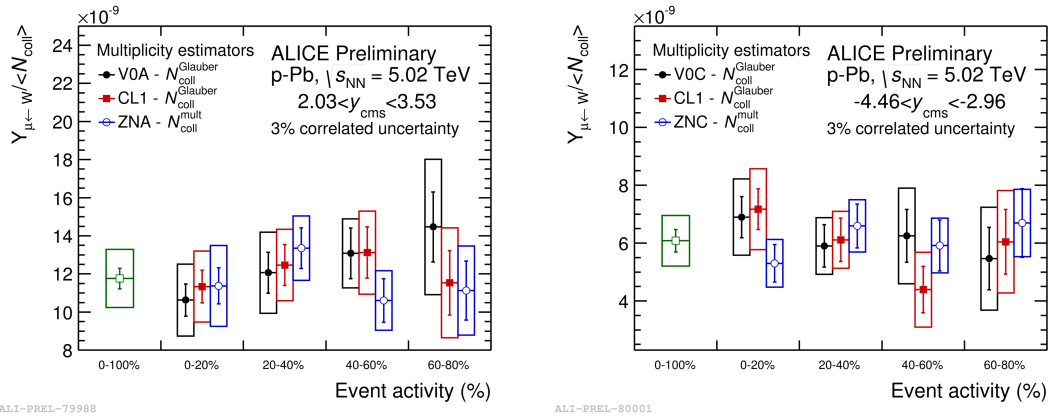 ×10⁻⁹
Y_μ← W/<N_coll>
24
22
20
18
16
14
12
10
8
Multiplicity estimators
V0A - N_coll^Glauber
CL1 - N_coll^Glauber
ZNA - N_coll^mult
ALICE Preliminary
p-Pb, √s_NN = 5.02 TeV
2.03<y_cms<3.53
3% correlated uncertainty
0-100%
0-20%
20-40%
40-60%
60-80%
Event activity (%)
ALI-PREL-79988
×10⁻⁹
Y_μ← W/<N_coll>
12
10
8
6
4
Multiplicity estimators
V0C - N_coll^Glauber
CL1 - N_coll^Glauber
ZNC - N_coll^mult
ALICE Preliminary
p-Pb, √s_NN = 5.02 TeV
-4.46<y_cms<-2.96
3% correlated uncertainty
0-100%
0-20%
20-40%
40-60%
60-80%
Event activity (%)
ALI-PREL-80001